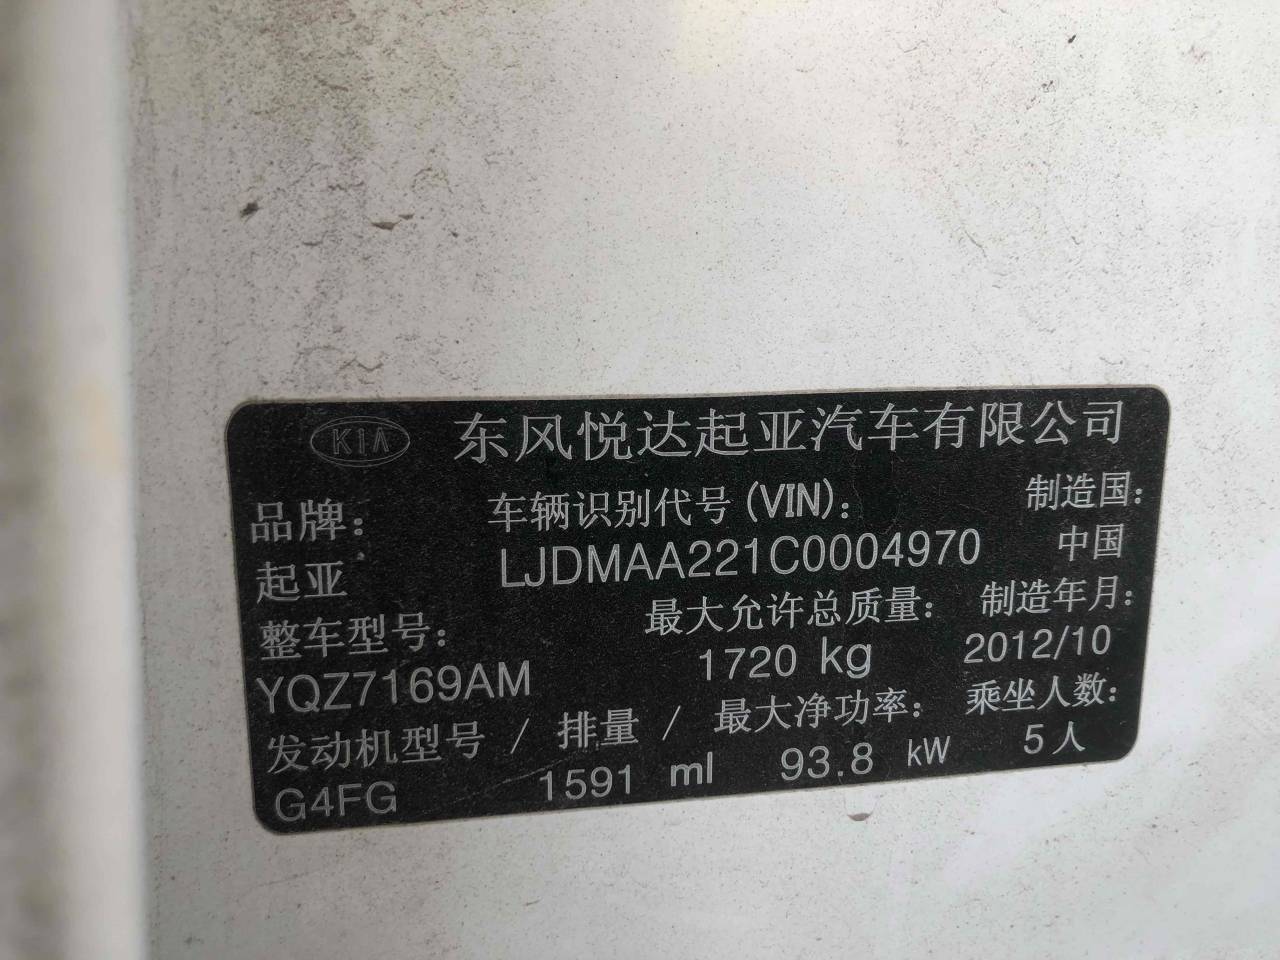 KIA 东风悦达起亚汽车有限公司
品牌: 车辆识别代号(VIN): 制造国:
起亚 LJDMAA221C0004970 中国
整车型号: 最大允许总质量: 制造年月:
YQZ7169AM 1720 kg 2012/10
发动机型号 / 排量 / 最大净功率: 乘坐人数:
G4FG 1591 ml 93.8 kW 5人